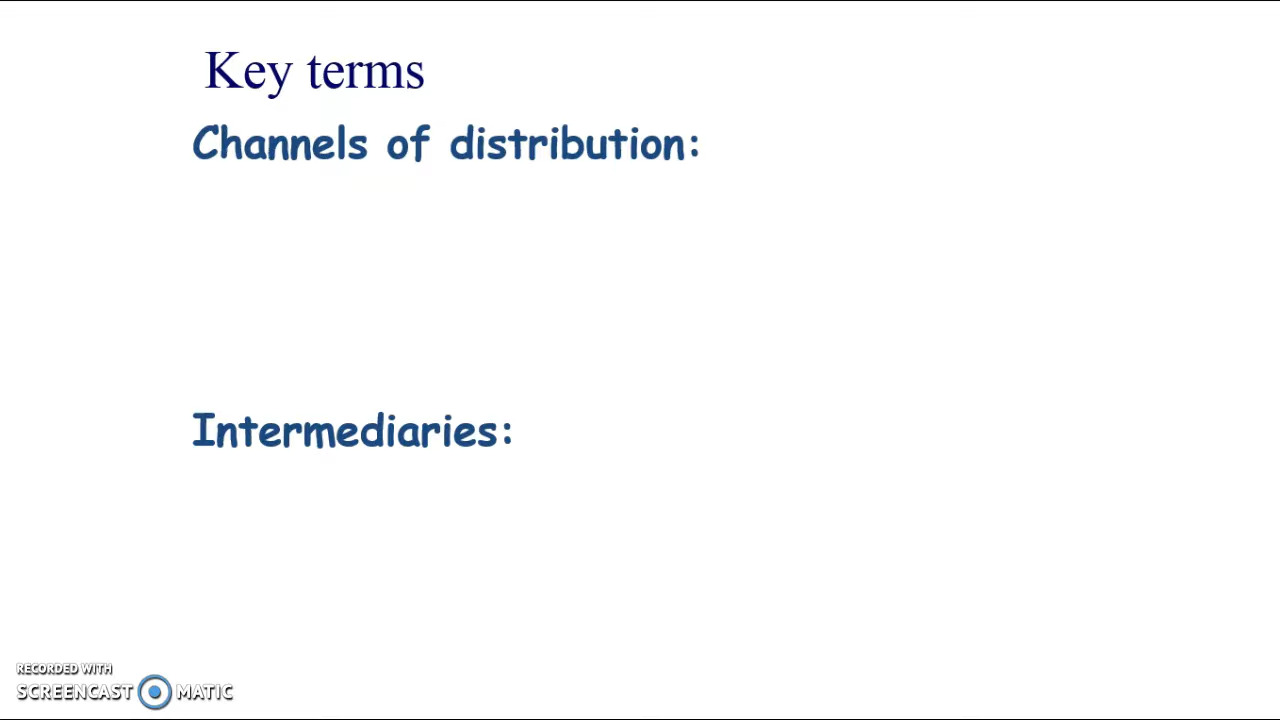 Key terms
Channels of distribution:
Intermediaries:
RECORDED WITH
SCREENCAST MATIC